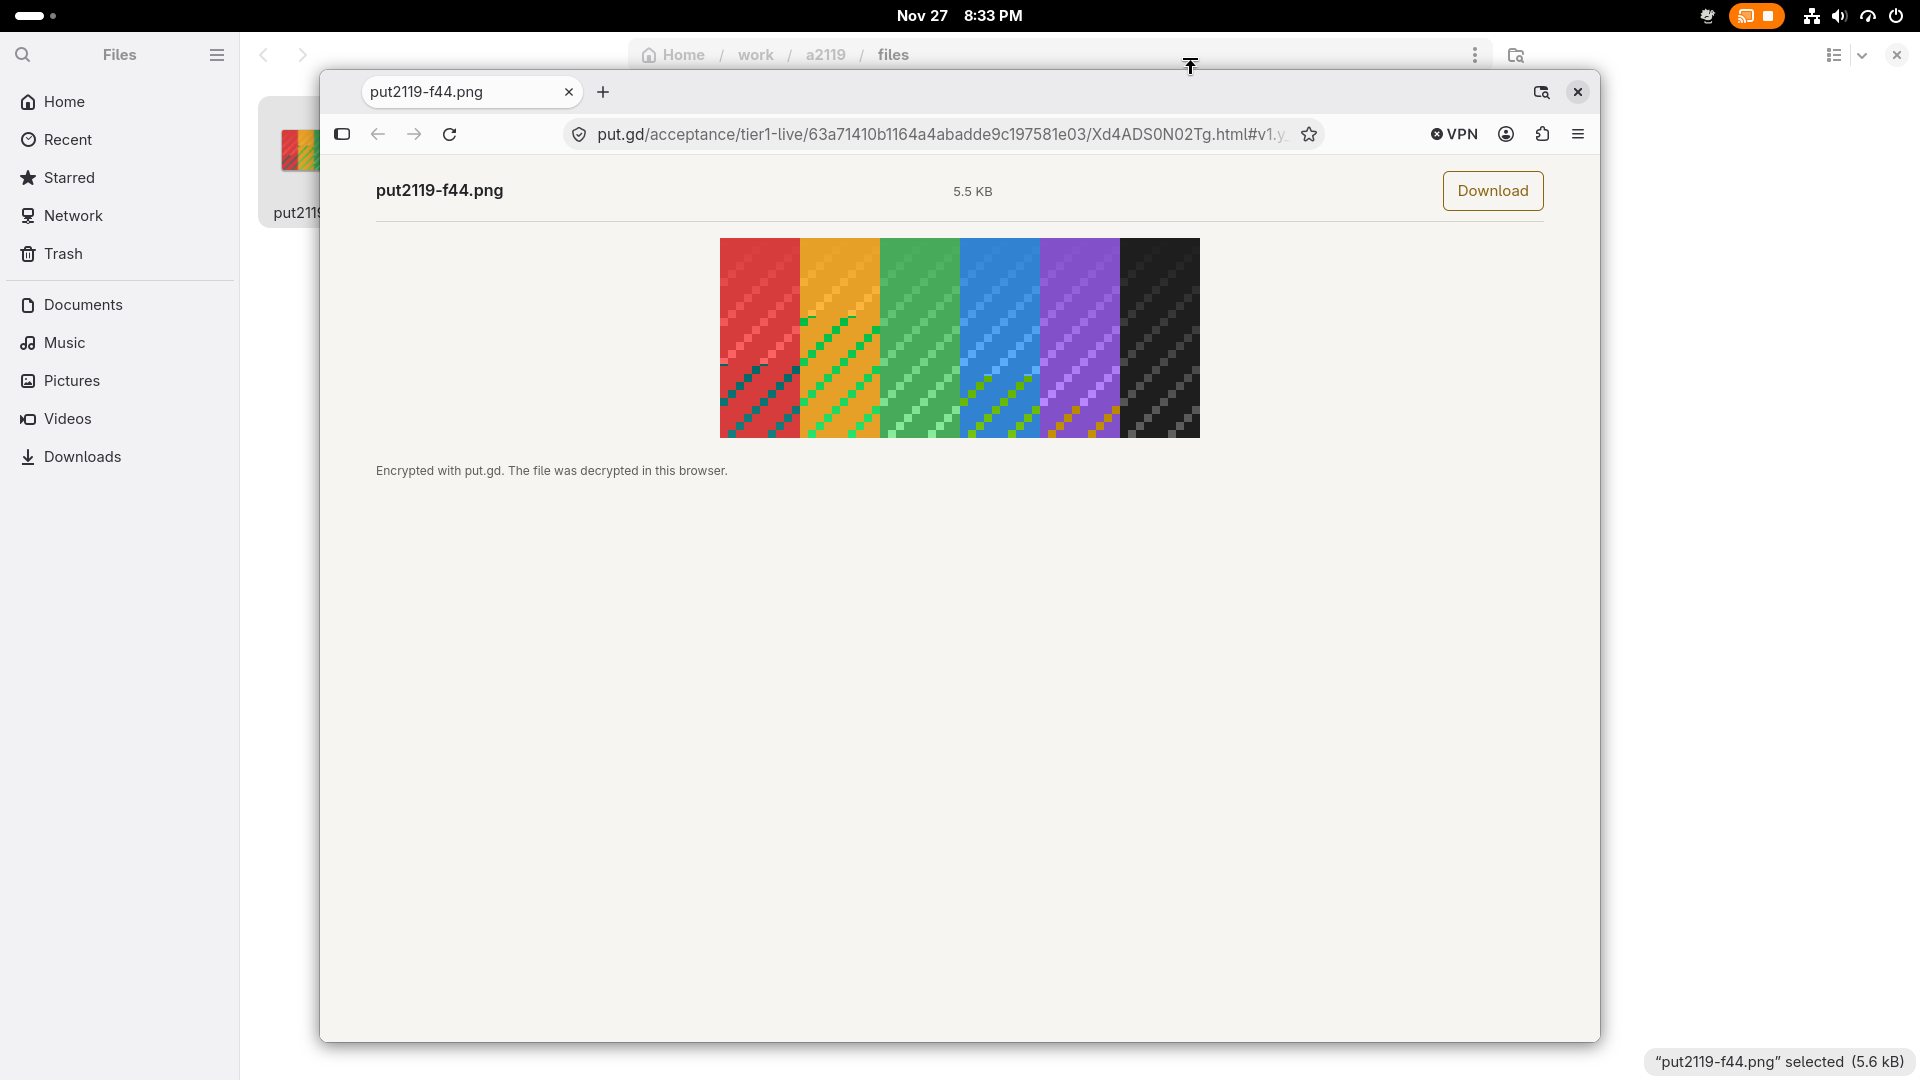 Nov 27 8:33 PM
Files
Home / work / a2119 / files
Home
Recent
Starred
Network
Trash
Documents
Music
Pictures
Videos
Downloads
put2119-f44.png
put.gd/acceptance/tier1-live/63a71410b1164a4abadde9c197581e03/Xd4ADS0N02Tg.html#v1.y
VPN
put2119-f44.png
5.5 KB
Download
Encrypted with put.gd. The file was decrypted in this browser.
put2119
“put2119-f44.png” selected (5.6 kB)